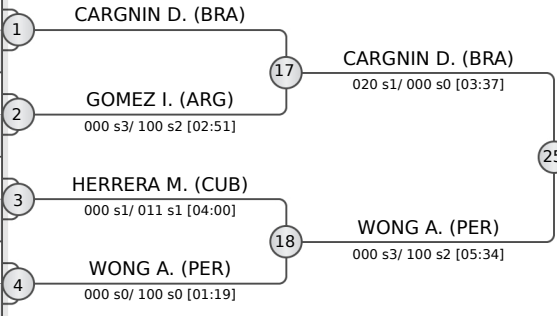 CARGNIN D. (BRA)
1
17
CARGNIN D. (BRA)
020 s1/ 000 s0 [03:37]
GOMEZ I. (ARG)
2
000 s3/ 100 s2 [02:51]
25
HERRERA M. (CUB)
3
000 s1/ 011 s1 [04:00]
18
WONG A. (PER)
000 s3/ 100 s2 [05:34]
WONG A. (PER)
4
000 s0/ 100 s0 [01:19]